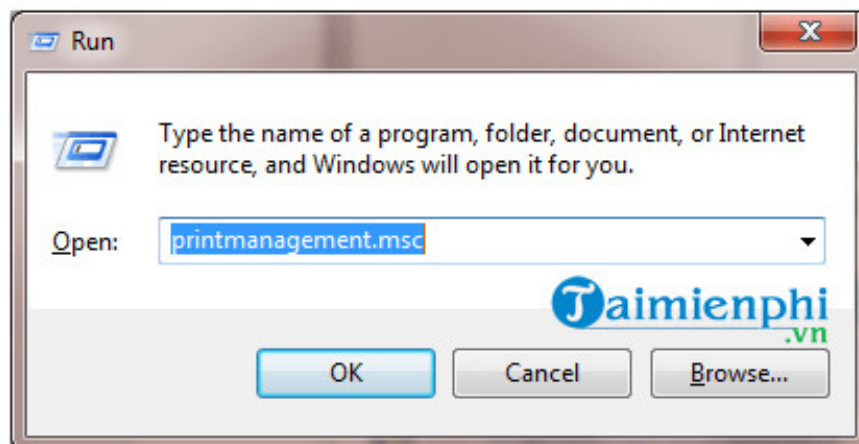 Run
Type the name of a program, folder, document, or Internet
resource, and Windows will open it for you.
Open: printmanagement.msc
Taimienphi
.vn
OK Cancel Browse...